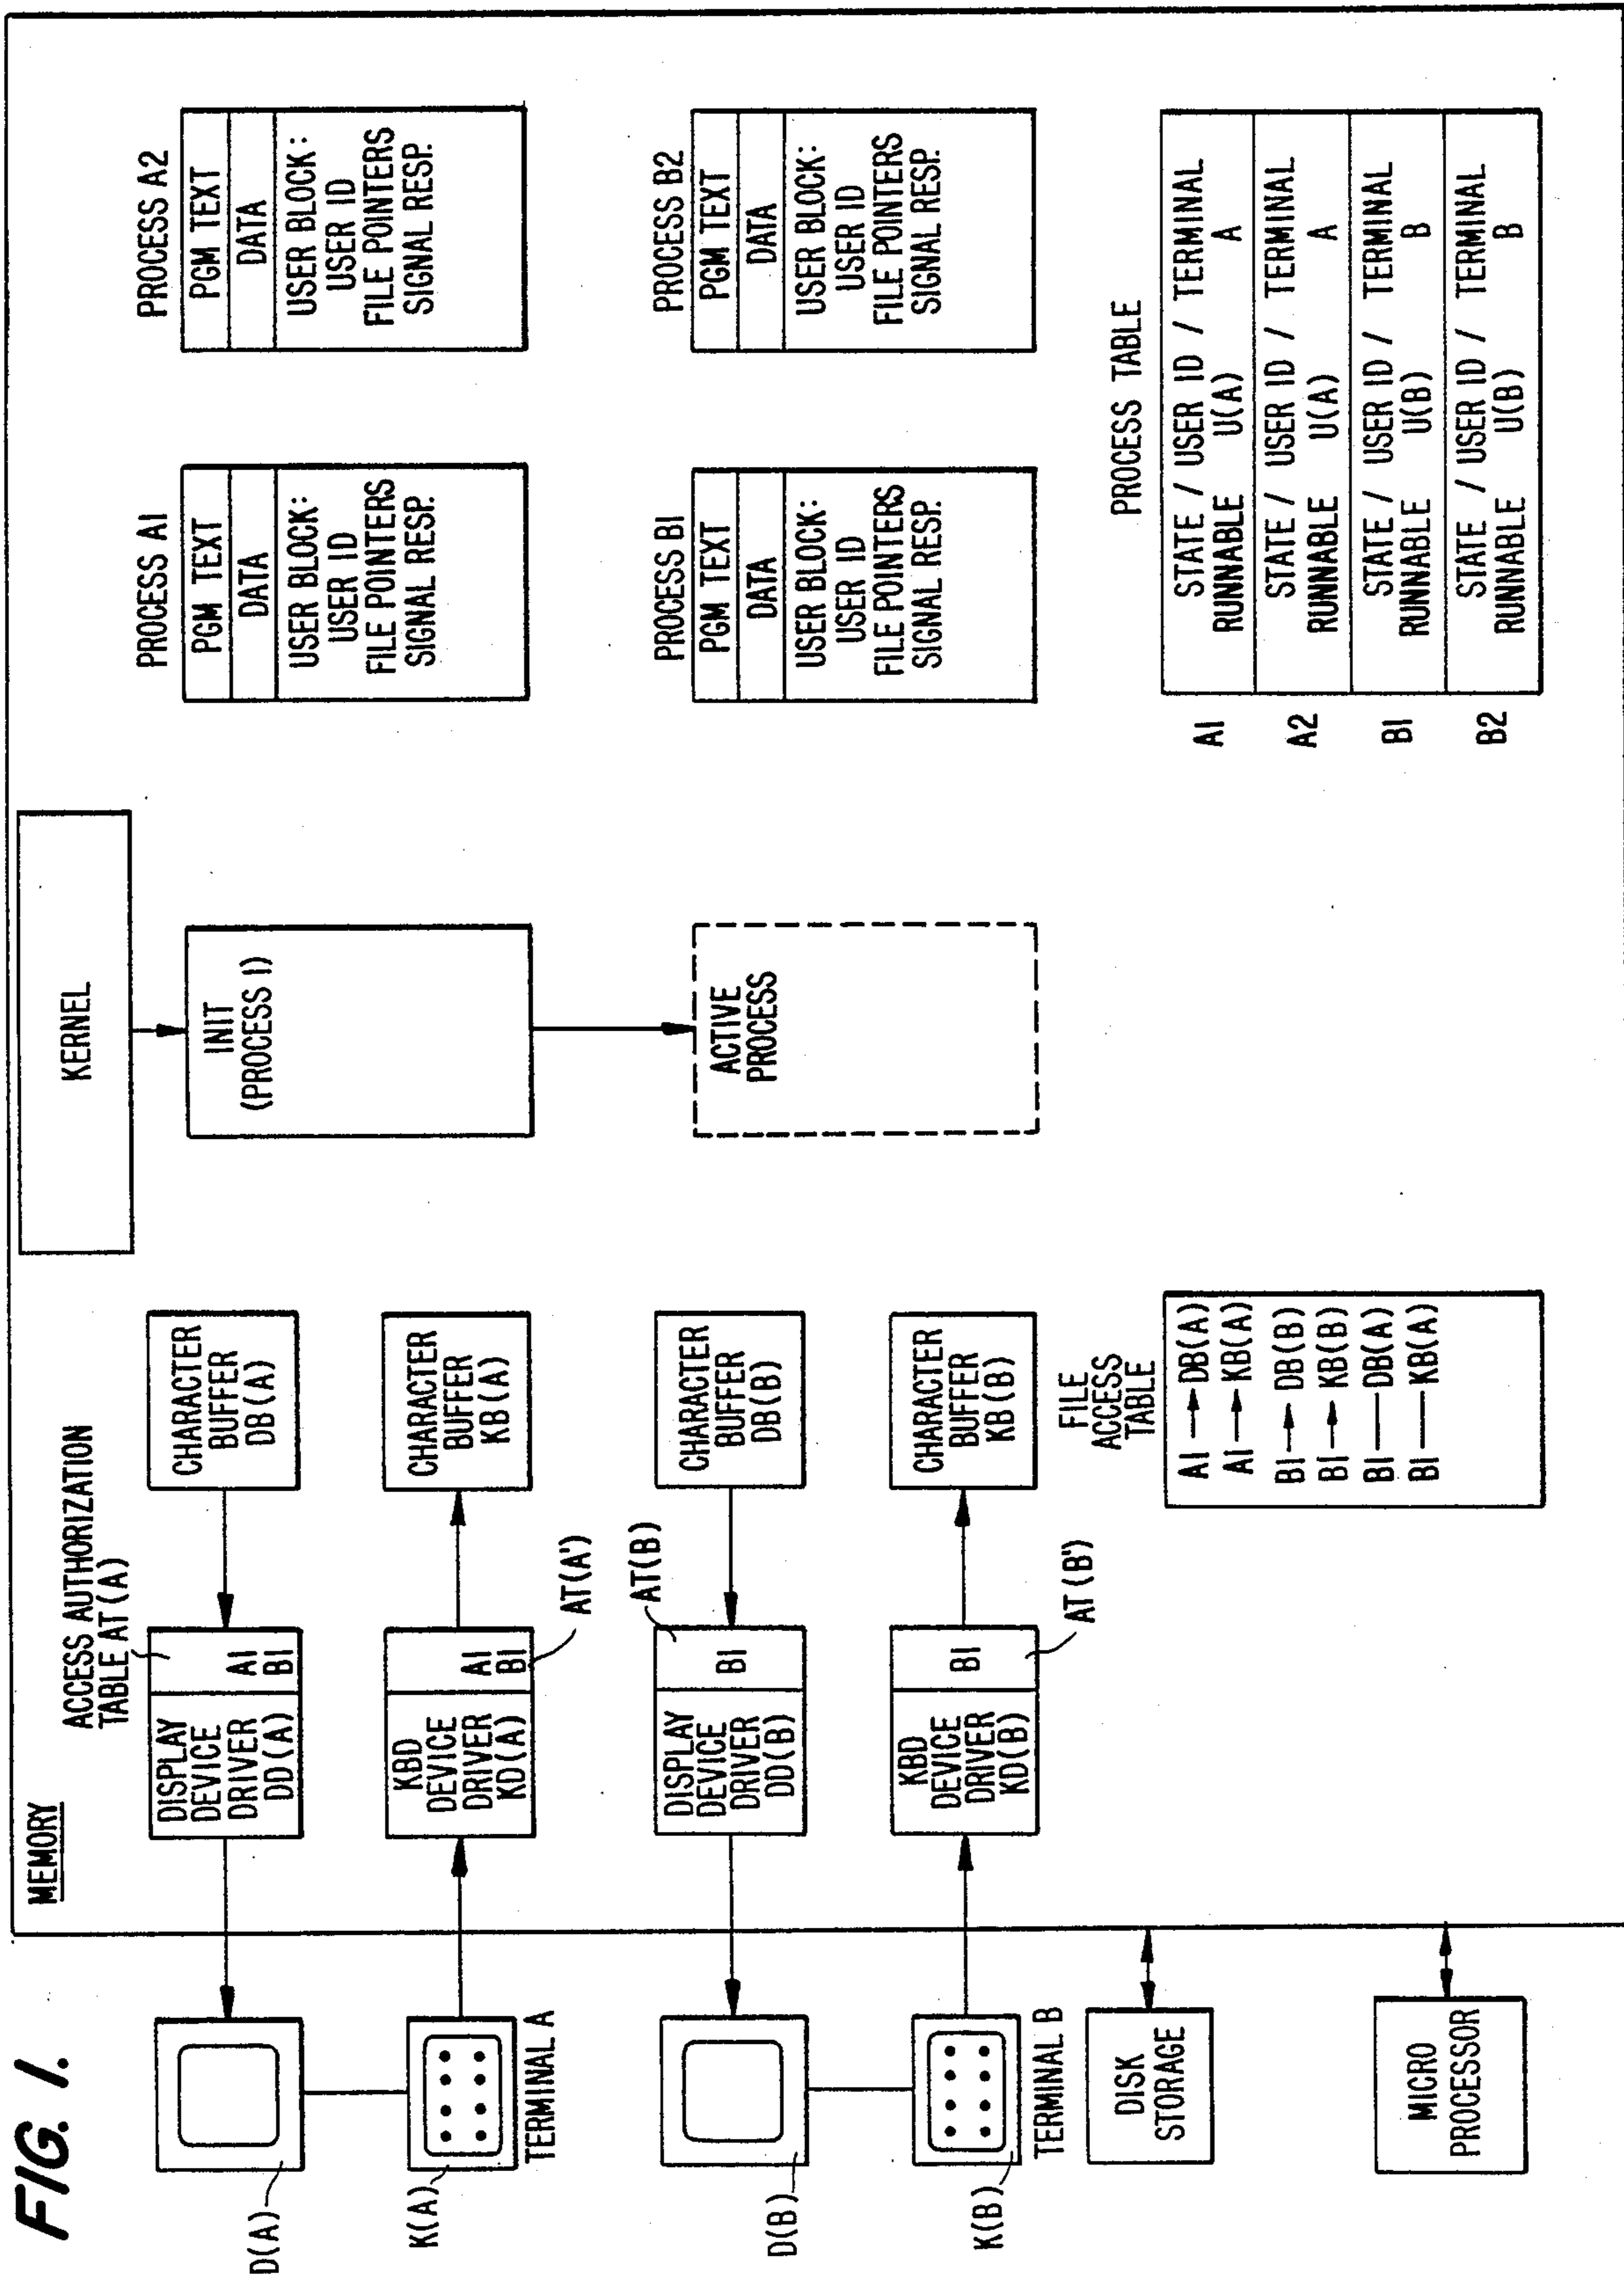 FIG. 1.
MEMORY
KERNEL
ACCESS AUTHORIZATION
TABLE AT(A)
D(A)
DISPLAY
DEVICE
DRIVER
DD(A)
A1
B1
CHARACTER
BUFFER
DB(A)
INIT
(PROCESS 1)
PROCESS A1
PGM TEXT
DATA
USER BLOCK:
USER ID
FILE POINTERS
SIGNAL RESP.
PROCESS A2
PGM TEXT
DATA
USER BLOCK:
USER ID
FILE POINTERS
SIGNAL RESP.
K(A)
TERMINAL A
KBD
DEVICE
DRIVER
KD(A)
A1
B1
AT(A')
CHARACTER
BUFFER
KB(A)
D(B)
DISPLAY
DEVICE
DRIVER
DD(B)
B1
AT(B)
CHARACTER
BUFFER
DB(B)
ACTIVE
PROCESS
PROCESS B1
PGM TEXT
DATA
USER BLOCK:
USER ID
FILE POINTERS
SIGNAL RESP.
PROCESS B2
PGM TEXT
DATA
USER BLOCK:
USER ID
FILE POINTERS
SIGNAL RESP.
K(B)
TERMINAL B
KBD
DEVICE
DRIVER
KD(B)
B1
AT(B')
CHARACTER
BUFFER
KB(B)
DISK
STORAGE
MICRO
PROCESSOR
FILE
ACCESS
TABLE
A1 → DB(A)
A1 → KB(A)
B1 → DB(B)
B1 → KB(B)
B1 — DB(A)
B1 — KB(A)
PROCESS TABLE
A1 STATE / USER ID / TERMINAL
RUNNABLE U(A) A
A2 STATE / USER ID / TERMINAL
RUNNABLE U(A) A
B1 STATE / USER ID / TERMINAL
RUNNABLE U(B) B
B2 STATE / USER ID / TERMINAL
RUNNABLE U(B) B